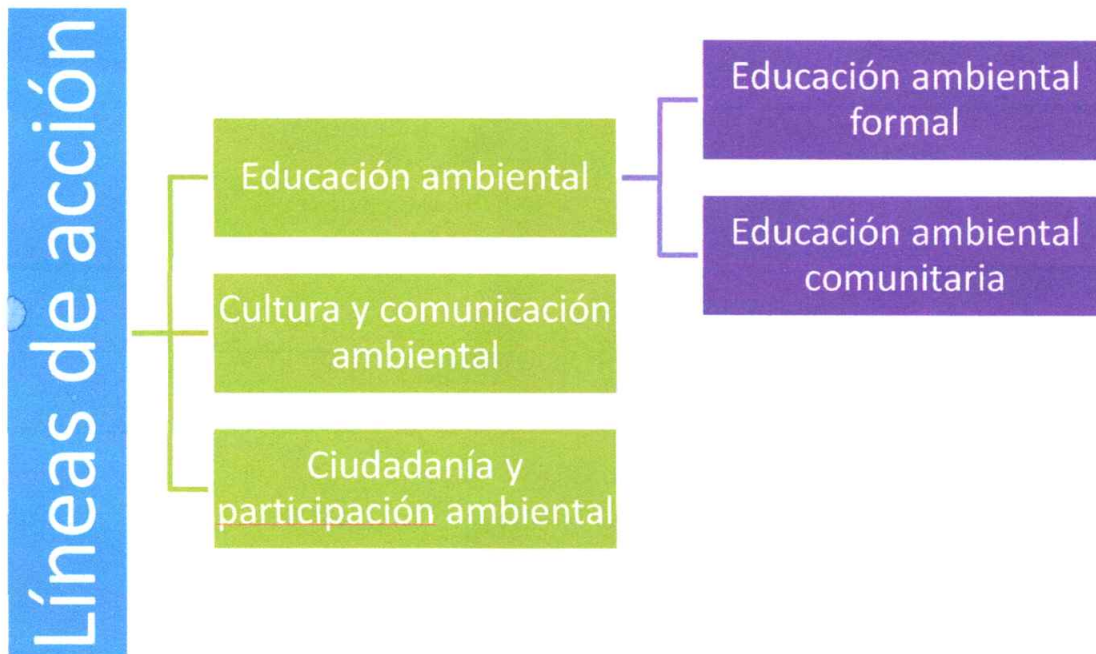 Líneas de acción
Educación ambiental
Cultura y comunicación
ambiental
Ciudadanía y
participación ambiental
Educación ambiental
formal
Educación ambiental
comunitaria